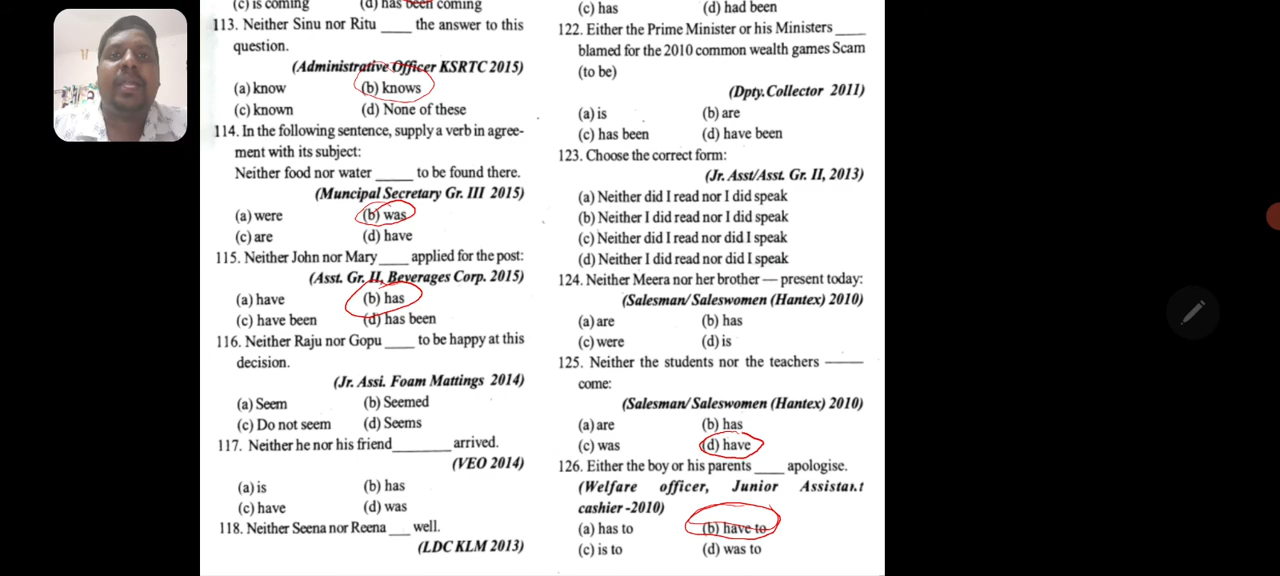 (c) is coming (d) has been coming
113. Neither Sinu nor Ritu ____ the answer to this
question.
(Administrative Officer KSRTC 2015)
(a) know (b) knows
(c) known (d) None of these
114. In the following sentence, supply a verb in agree-
ment with its subject:
Neither food nor water _____ to be found there.
(Muncipal Secretary Gr. III 2015)
(a) were (b) was
(c) are (d) have
115. Neither John nor Mary ____ applied for the post:
(Asst. Gr. II, Beverages Corp. 2015)
(a) have (b) has
(c) have been (d) has been
116. Neither Raju nor Gopu ____ to be happy at this
decision.
(Jr. Assi. Foam Mattings 2014)
(a) Seem (b) Seemed
(c) Do not seem (d) Seems
117. Neither he nor his friend________ arrived.
(VEO 2014)
(a) is (b) has
(c) have (d) was
118. Neither Seena nor Reena ___ well.
(LDC KLM 2013)
(c) has (d) had been
122. Either the Prime Minister or his Ministers ____
blamed for the 2010 common wealth games Scam
(to be)
(Dpty.Collector 2011)
(a) is (b) are
(c) has been (d) have been
123. Choose the correct form:
(Jr. Asst/Asst. Gr. II, 2013)
(a) Neither did I read nor I did speak
(b) Neither I did read nor I did speak
(c) Neither did I read nor did I speak
(d) Neither I did read nor did I speak
124. Neither Meera nor her brother — present today:
(Salesman/Saleswomen (Hantex) 2010)
(a) are (b) has
(c) were (d) is
125. Neither the students nor the teachers ——
come:
(Salesman/Saleswomen (Hantex) 2010)
(a) are (b) has
(c) was (d) have
126. Either the boy or his parents ____ apologise.
(Welfare officer, Junior Assistant
cashier -2010)
(a) has to (b) have to
(c) is to (d) was to